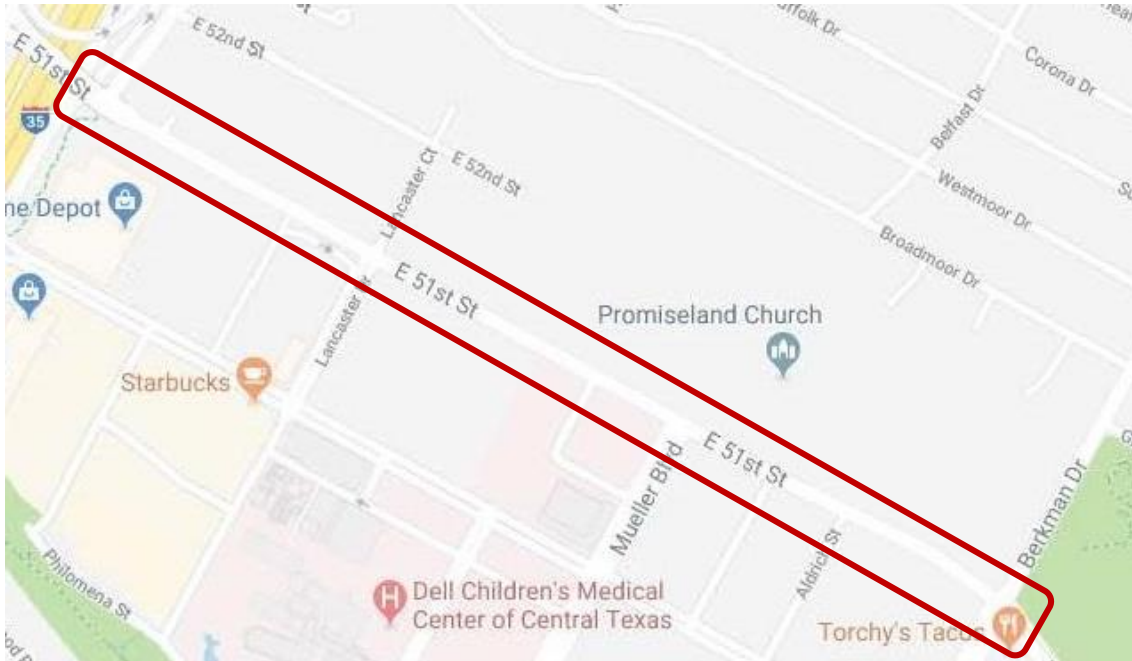 E 51st St
35
E 52nd St
Corona Dr
Belfast Dr
Westmoor Dr
Broadmoor Dr
Lancaster Ct
E 52nd St
Depot
E 51st St
Lancaster
Promiseland Church
Starbucks
E 51st St
Mueller Blvd
Berkman Dr
Aldrich St
Philomena St
H
Dell Children's Medical
Center of Central Texas
Torchy's Tacos